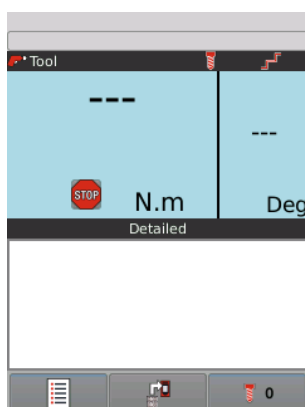 Tool
---
---
STOP
N.m
Deg
Detailed
0